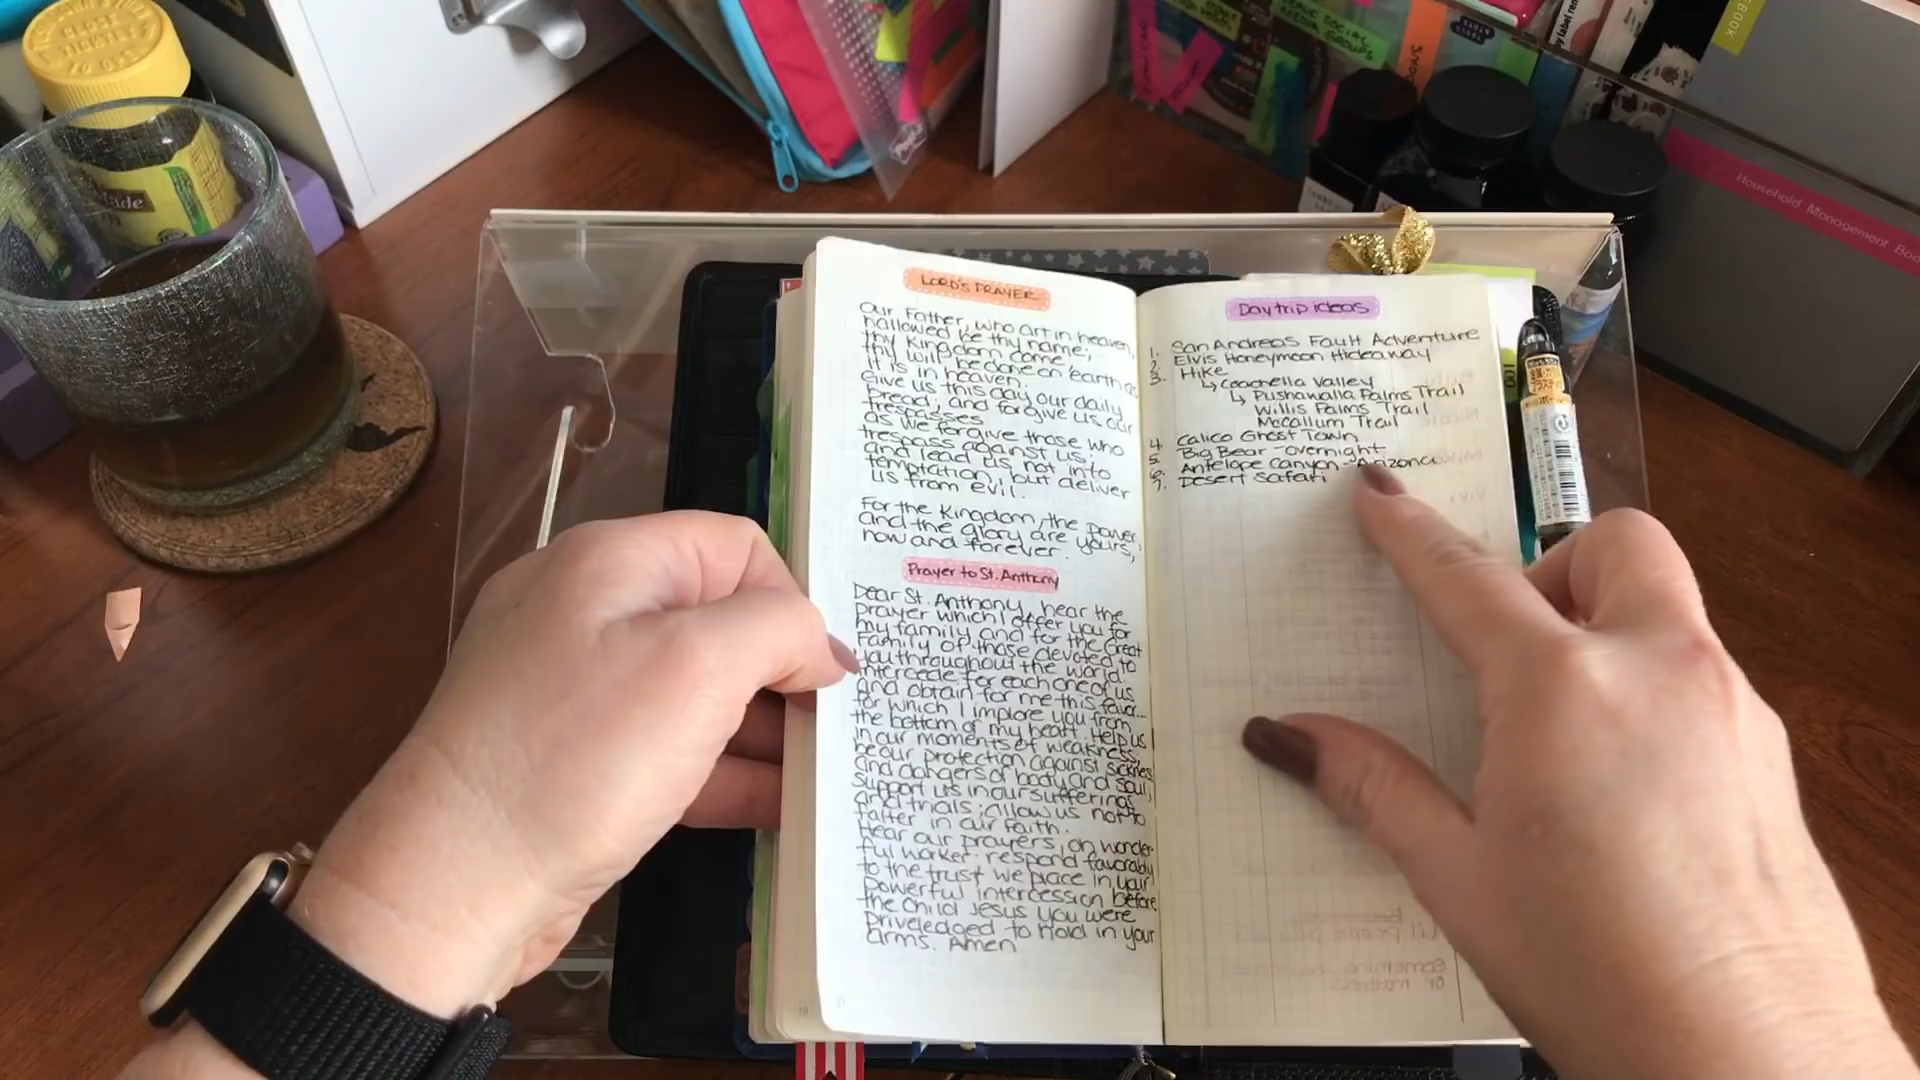 CLOSE
TIGHTLY
Household Management Boo
LORD'S PRAYER
Our Father, who art in heaven,
hallowed be thy name;
thy Kingdom come,
thy will be done on earth as
it is in heaven.
Give us this day our daily
bread, and forgive us our
trespasses
as we forgive those who
trespass against us;
and lead us not into
temptation, but deliver
us from evil.
For the Kingdom, the power,
and the glory are yours,
now and forever.
Prayer to St. Anthony
Dear St. Anthony, hear the
prayer which I offer you for
my family and for the Great
Family of those devoted to
you throughout the world.
Intercede for each one of us
and obtain for me this favor...
for which I implore you from
the bottom of my heart. Help us
in our moments of weakness,
be our protection against sickness
and dangers of body and soul,
support us in our sufferings
and trials; allow us not to
falter in our faith.
Hear our prayers, oh wonder-
ful worker. respond favorably
to the trust we place in your
powerful intercession before
the Child Jesus you were
priveledged to hold in your
arms. Amen
Day trip ideas
1. San Andreas Fault Adventure
2. Elvis Honeymoon Hideaway
3. Hike
↳ Coachella Valley
↳ Pushawalla Palms Trail
Willis Palms Trail
McCallum Trail
4. Calico Ghost Town
5. Big Bear - overnight
6. Antelope Canyon - Arizona
7. Desert Safari